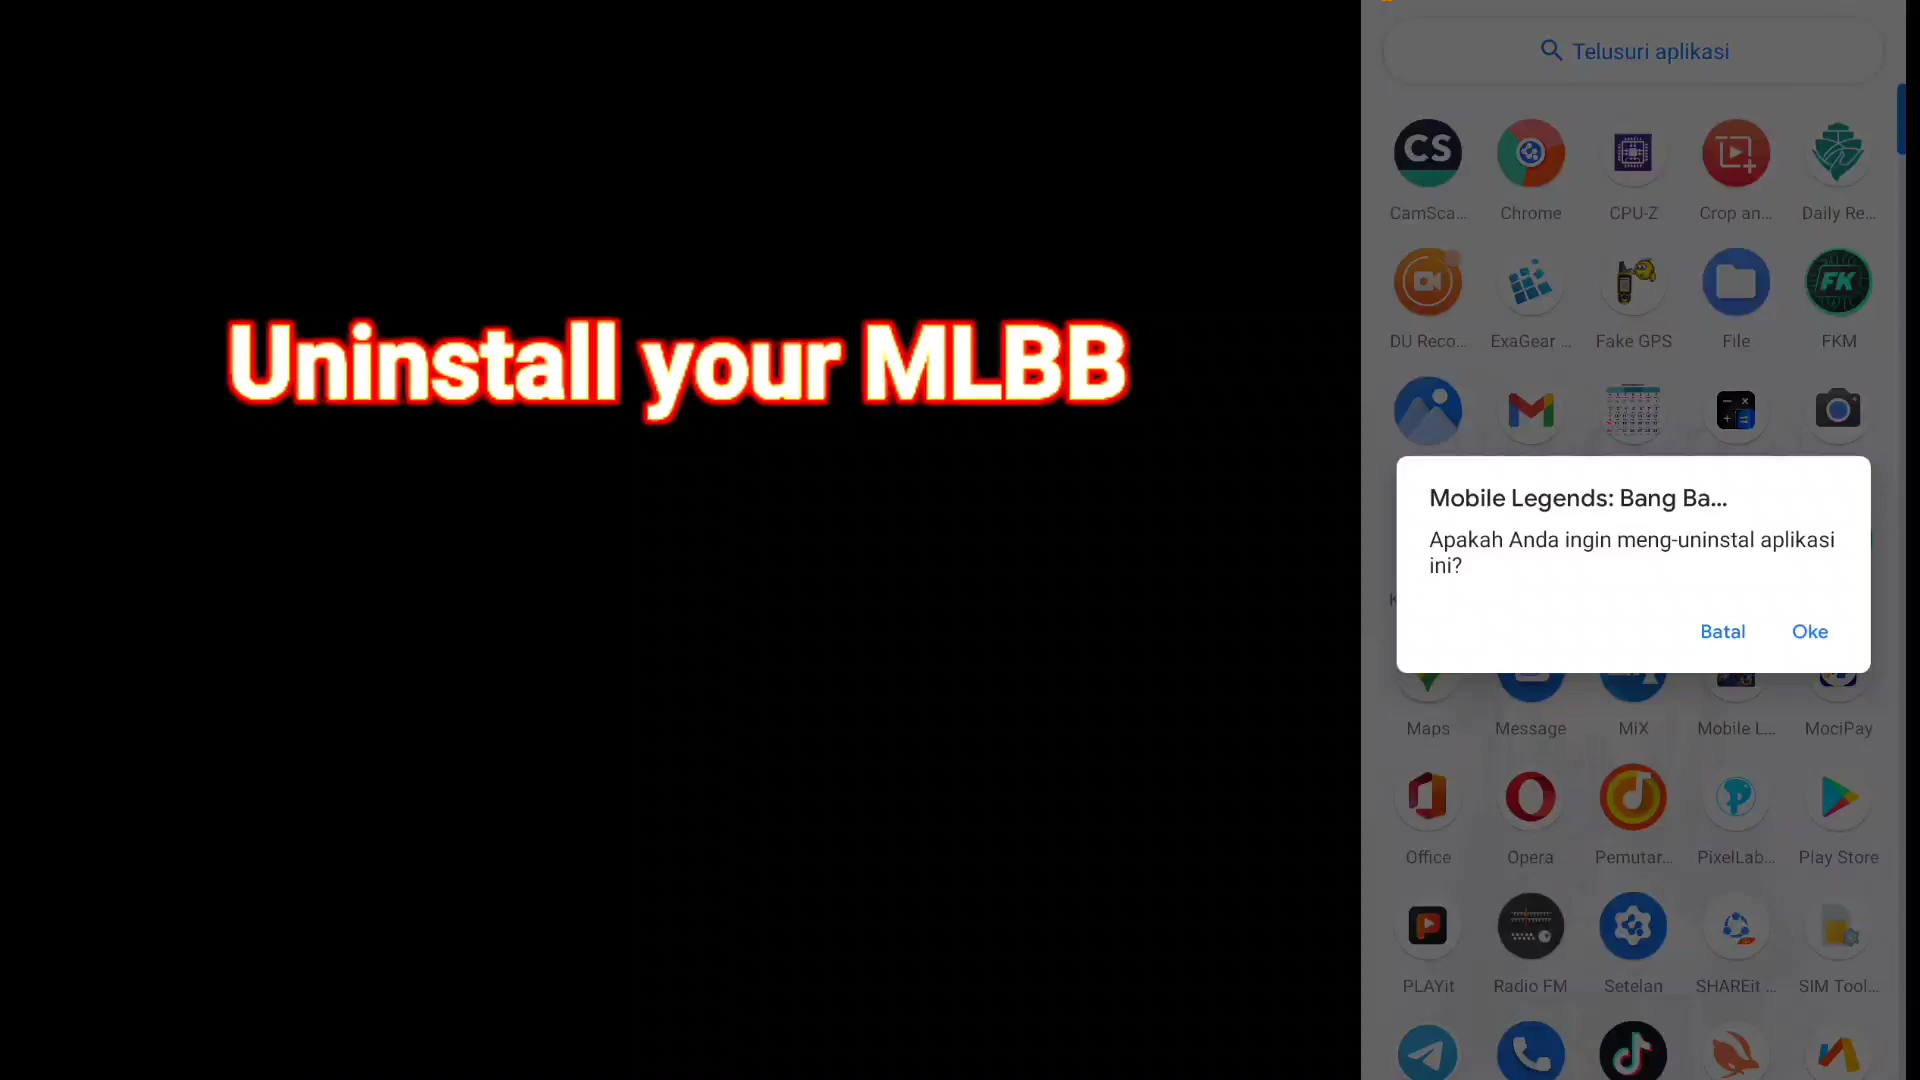 Telusuri aplikasi
CS
CamSca...
Chrome
CPU-Z
Crop an...
Daily Re...
FK
DU Reco...
ExaGear ...
Fake GPS
File
FKM
Uninstall your MLBB
Mobile Legends: Bang Ba...
Apakah Anda ingin meng-uninstal aplikasi
ini?
Batal
Oke
Maps
Message
MiX
Mobile L...
MociPay
Office
Opera
Pemutar...
PixelLab...
Play Store
PLAYit
Radio FM
Setelan
SHAREit ...
SIM Tool...